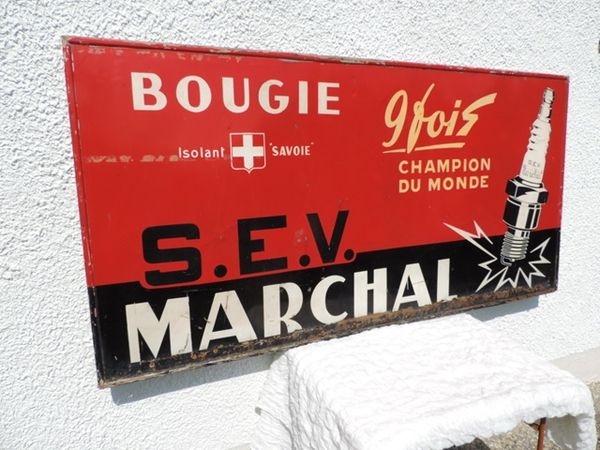 BOUGIE
Isolant "SAVOIE"
9 fois
CHAMPION
DU MONDE
S.E.V.
MARCHAL